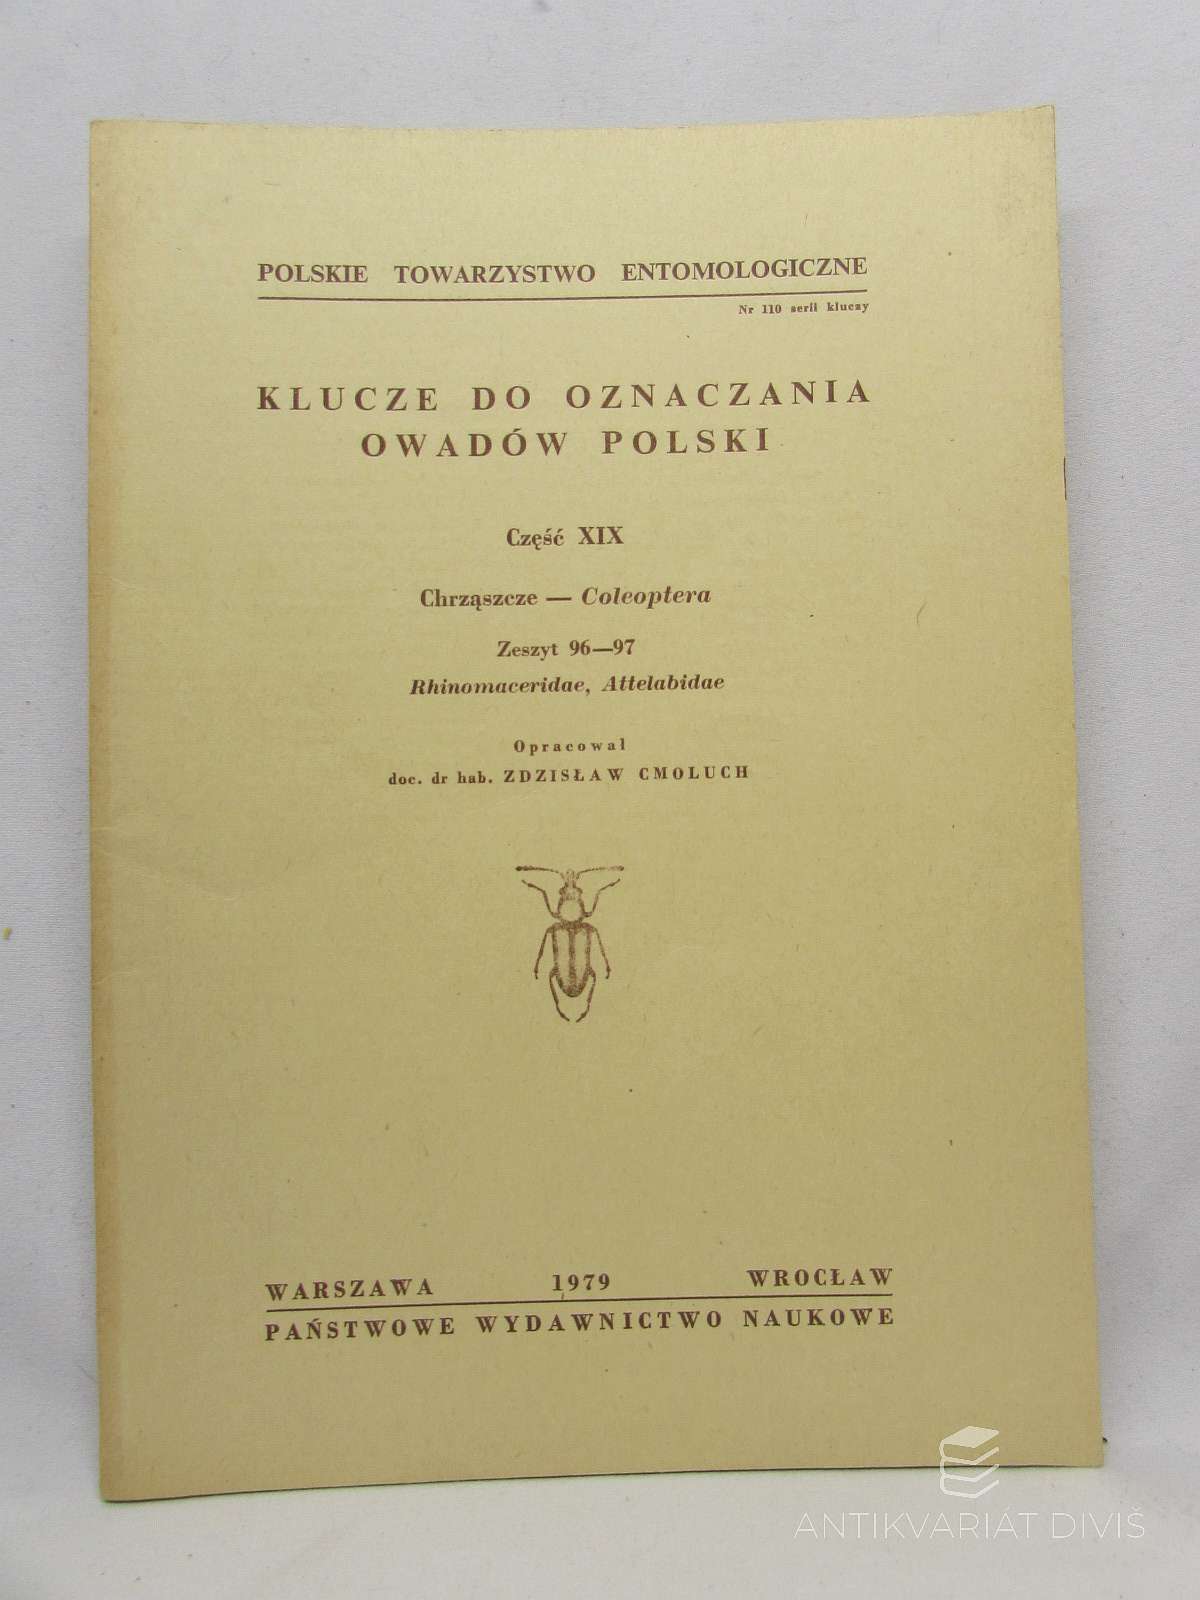 POLSKIE TOWARZYSTWO ENTOMOLOGICZNE
Nr 110 serii kluczy
KLUCZE DO OZNACZANIA
OWADÓW POLSKI
Część XIX
Chrząszcze — Coleoptera
Zeszyt 96—97
Rhinomaceridae, Attelabidae
Opracował
doc. dr hab. ZDZISŁAW CMOLUCH
WARSZAWA 1979 WROCŁAW
PAŃSTWOWE WYDAWNICTWO NAUKOWE
ANTIKVARIÁT DIVIŠ